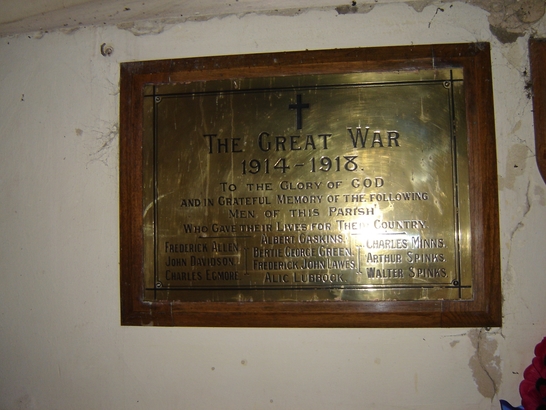 THE GREAT WAR
1914-1918.
TO THE GLORY OF GOD
AND IN GRATEFUL MEMORY OF THE FOLLOWING
MEN OF THIS PARISH
WHO GAVE THEIR LIVES FOR THEIR COUNTRY.
FREDERICK ALLEN.
JOHN DAVIDSON.
CHARLES EGMORE.
ALBERT GASKINS.
BERTIE GEORGE GREEN.
FREDERICK JOHN LAWES.
ALIC LUBBOCK.
CHARLES MINNS.
ARTHUR SPINKS.
WALTER SPINKS.